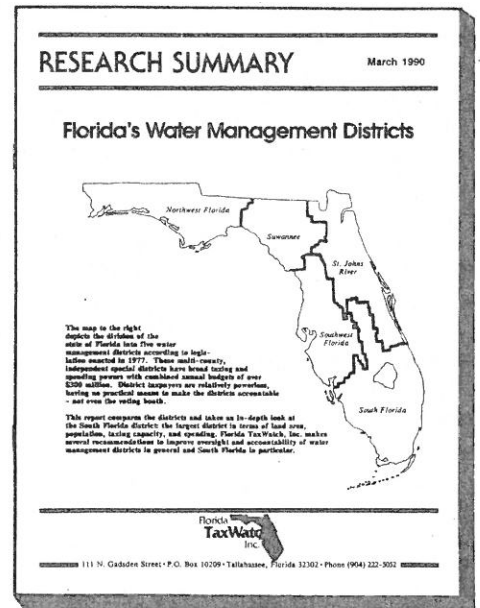 RESEARCH SUMMARY
March 1990
Florida's Water Management Districts
Northwest Florida
Suwannee
St. Johns
River
Southwest
Florida
South Florida
The map to the right
depicts the division of the
state of Florida into five water
management districts according to legis-
lation enacted in 1977. These multi-county,
independent special districts have broad taxing and
spending powers with combined annual budgets of over
$300 million. District taxpayers are relatively powerless,
having no practical means to make the districts accountable
- not even the voting booth.
This report compares the districts and takes an in-depth look at
the South Florida district: the largest district in terms of land area,
population, taxing capacity, and spending. Florida TaxWatch, Inc. makes
several recommendations to improve oversight and accountability of water
management districts in general and South Florida in particular.
Florida
TaxWatch
Inc.
111 N. Gadsden Street · P.O. Box 10209 · Tallahassee, Florida 32302 · Phone (904) 222-5052